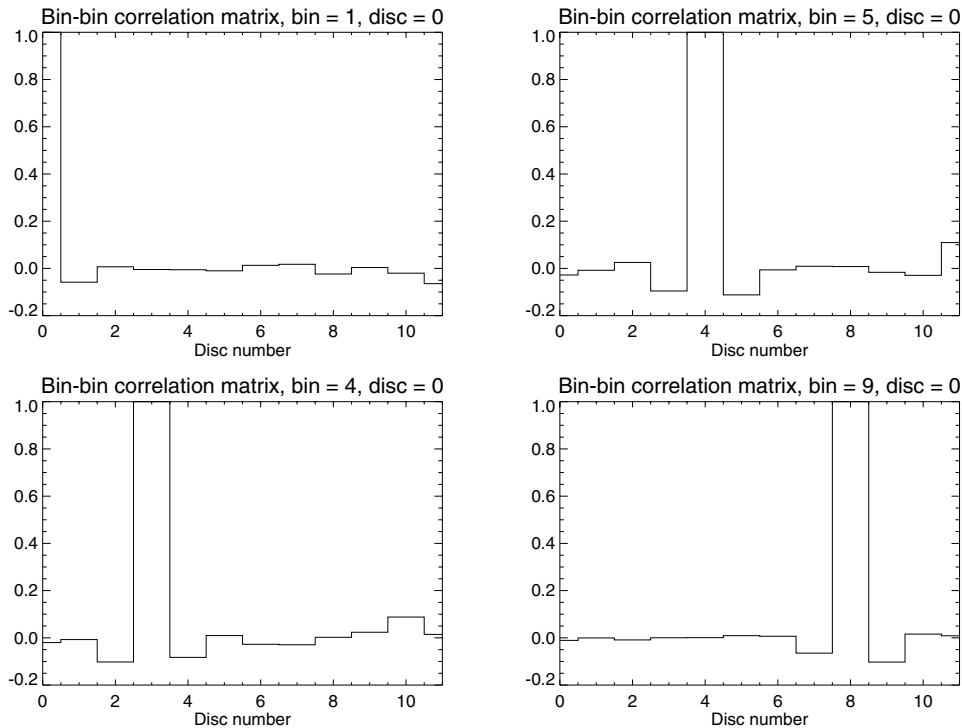 Bin-bin correlation matrix, bin = 1, disc = 0
1.0
0.8
0.6
0.4
0.2
0.0
-0.2
0 2 4 6 8 10
Disc number
Bin-bin correlation matrix, bin = 5, disc = 0
1.0
0.8
0.6
0.4
0.2
0.0
-0.2
0 2 4 6 8 10
Disc number
Bin-bin correlation matrix, bin = 4, disc = 0
1.0
0.8
0.6
0.4
0.2
0.0
-0.2
0 2 4 6 8 10
Disc number
Bin-bin correlation matrix, bin = 9, disc = 0
1.0
0.8
0.6
0.4
0.2
0.0
-0.2
0 2 4 6 8 10
Disc number